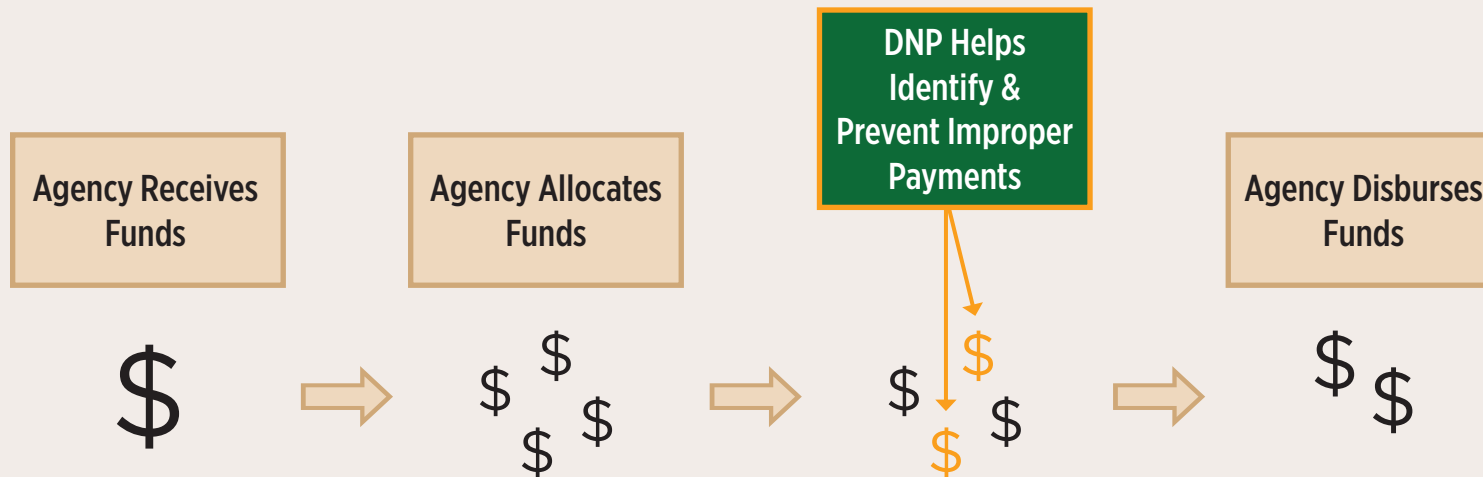 DNP Helps
Identify &
Prevent Improper
Payments
Agency Receives
Funds
Agency Allocates
Funds
Agency Disburses
Funds
$
$
$
$
$
$
$
$
$
$
$